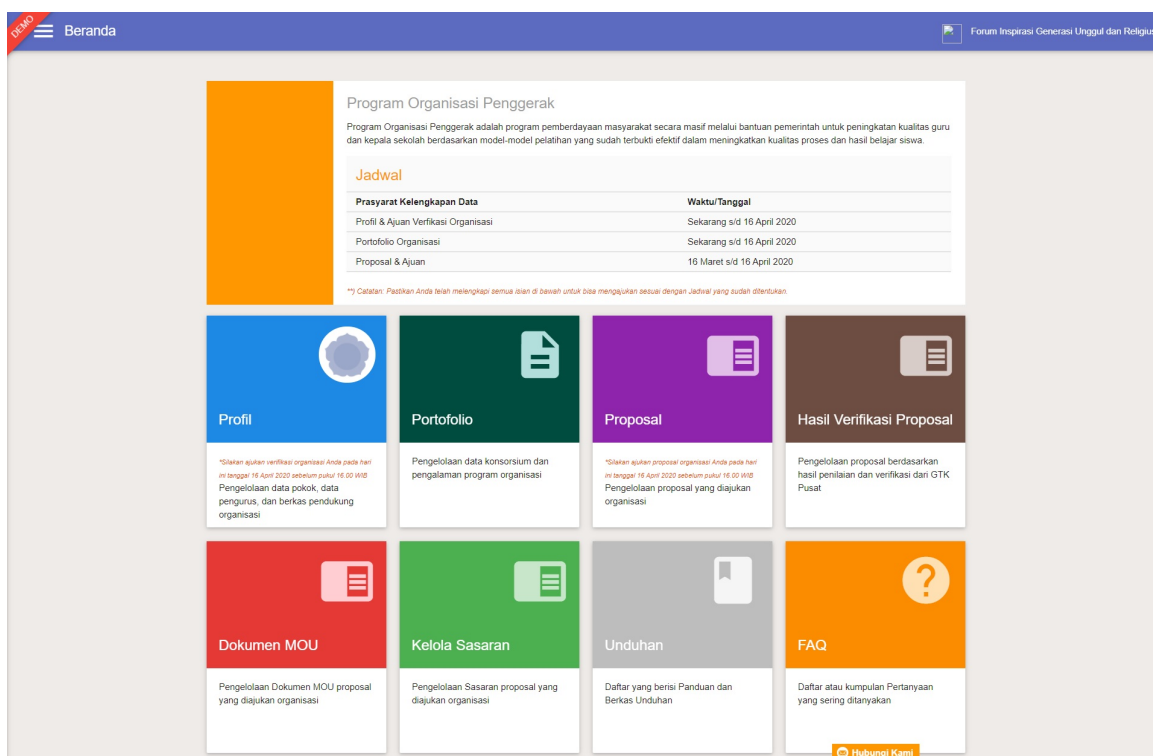 DEMO
Beranda
Forum Inspirasi Generasi Unggul dan Religius
Program Organisasi Penggerak
Program Organisasi Penggerak adalah program pemberdayaan masyarakat secara masif melalui bantuan pemerintah untuk peningkatan kualitas guru
dan kepala sekolah berdasarkan model-model pelatihan yang sudah terbukti efektif dalam meningkatkan kualitas proses dan hasil belajar siswa.
Jadwal
Prasyarat Kelengkapan Data Waktu/Tanggal
Profil & Ajuan Verfikasi Organisasi Sekarang s/d 16 April 2020
Portofolio Organisasi Sekarang s/d 16 April 2020
Proposal & Ajuan 16 Maret s/d 16 April 2020
**) Catatan: Pastikan Anda telah melengkapi semua isian di bawah untuk bisa mengajukan sesuai dengan Jadwal yang sudah ditentukan.
Profil
*Silakan ajukan verifikasi organisasi Anda pada hari
ini tanggal 16 April 2020 sebelum pukul 16.00 WIB
Pengelolaan data pokok, data
pengurus, dan berkas pendukung
organisasi
Portofolio
Pengelolaan data konsorsium dan
pengalaman program organisasi
Proposal
*Silakan ajukan proposal organisasi Anda pada hari
ini tanggal 16 April 2020 sebelum pukul 16.00 WIB
Pengelolaan proposal yang diajukan
organisasi
Hasil Verifikasi Proposal
Pengelolaan proposal berdasarkan
hasil penilaian dan verifikasi dari GTK
Pusat
Dokumen MOU
Pengelolaan Dokumen MOU proposal
yang diajukan organisasi
Kelola Sasaran
Pengelolaan Sasaran proposal yang
diajukan organisasi
Unduhan
Daftar yang berisi Panduan dan
Berkas Unduhan
FAQ
Daftar atau kumpulan Pertanyaan
yang sering ditanyakan
Hubungi Kami